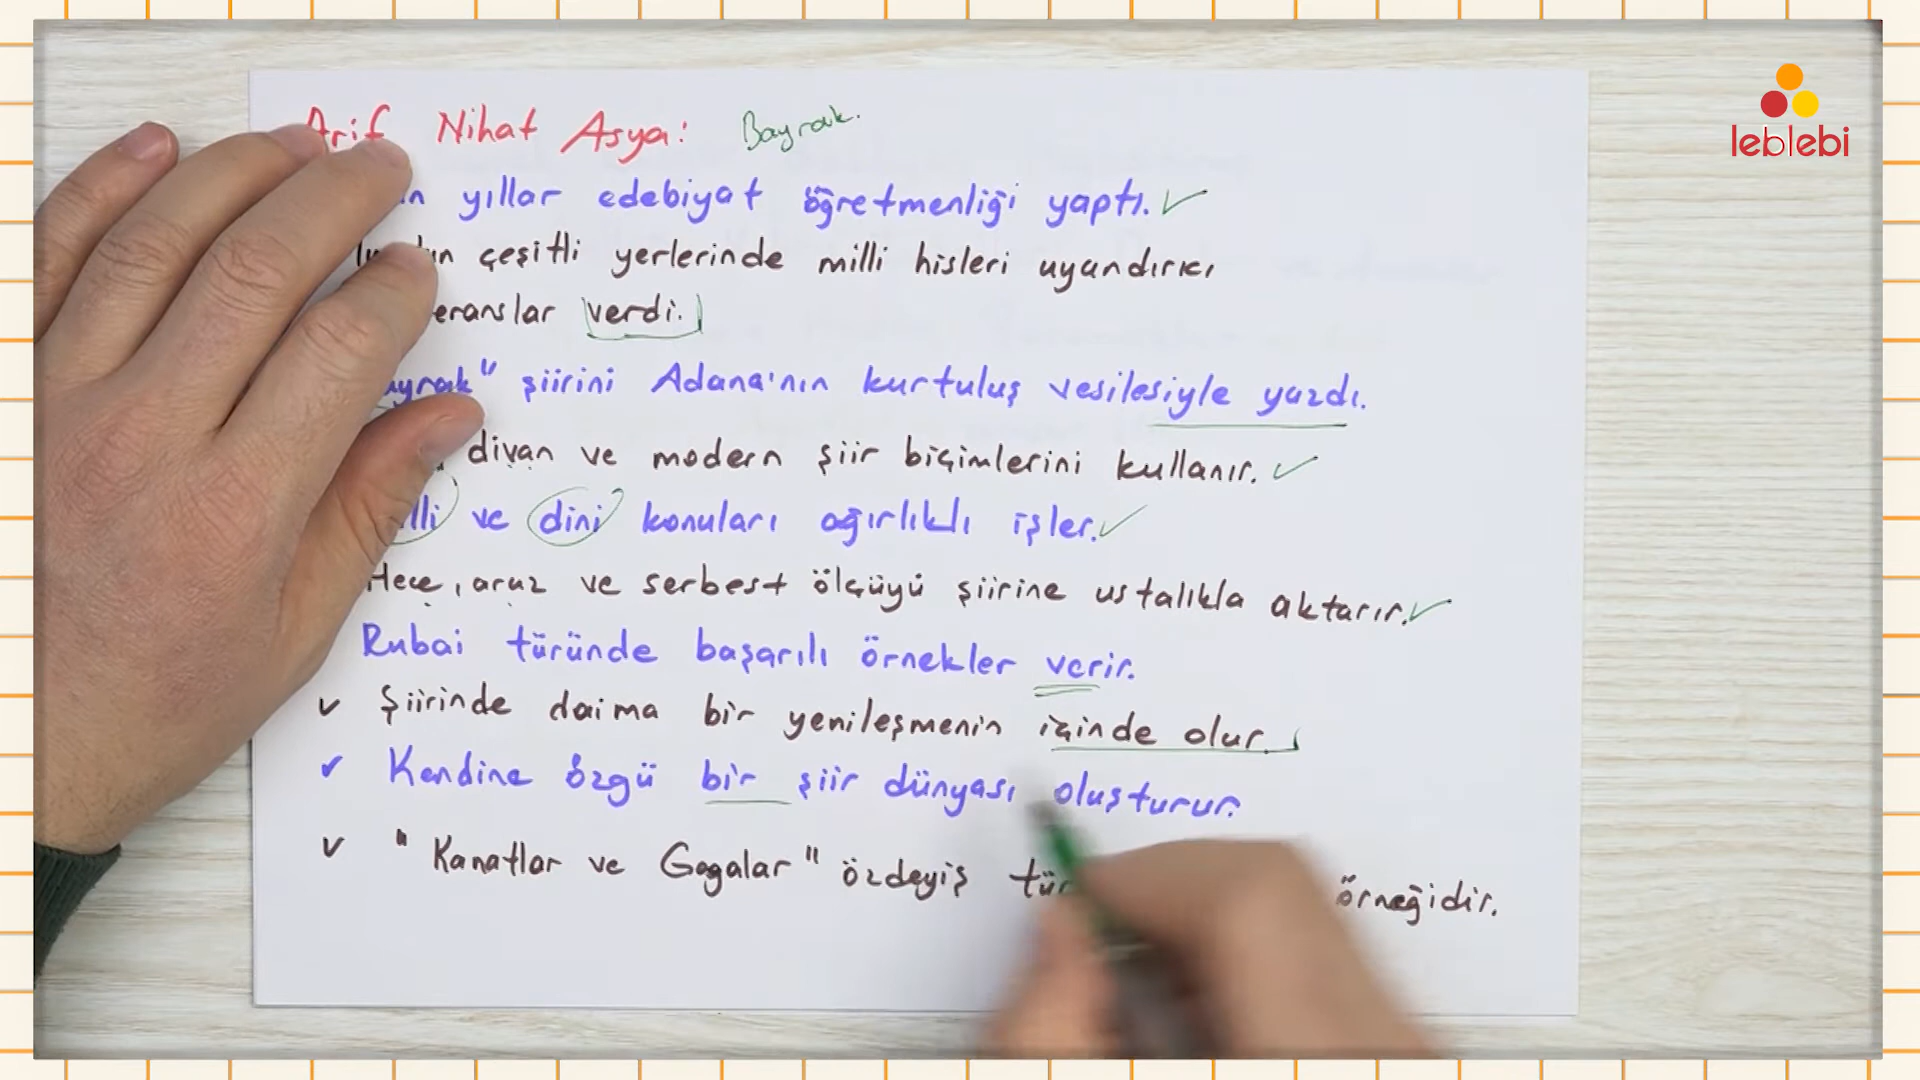 Arif Nihat Asya: Bayrak.
yıllar edebiyat öğretmenliği yaptı.
çeşitli yerlerinde milli hisleri uyandırıcı
verdi.
şiirini Adana'nın kurtuluş vesilesiyle yazdı.
divan ve modern şiir biçimlerini kullanır.
ve dini konuları ağırlıklı işler.
Hece, aruz ve serbest ölçüyü şiirine ustalıkla aktarır.
Rubai türünde başarılı örnekler verir.
Şiirinde daima bir yenileşmenin içinde olur.
Kendine özgü bir şiir dünyası oluşturur.
"Kanatlar ve Gagalar" özdeyiş örneğidir.
leblebi